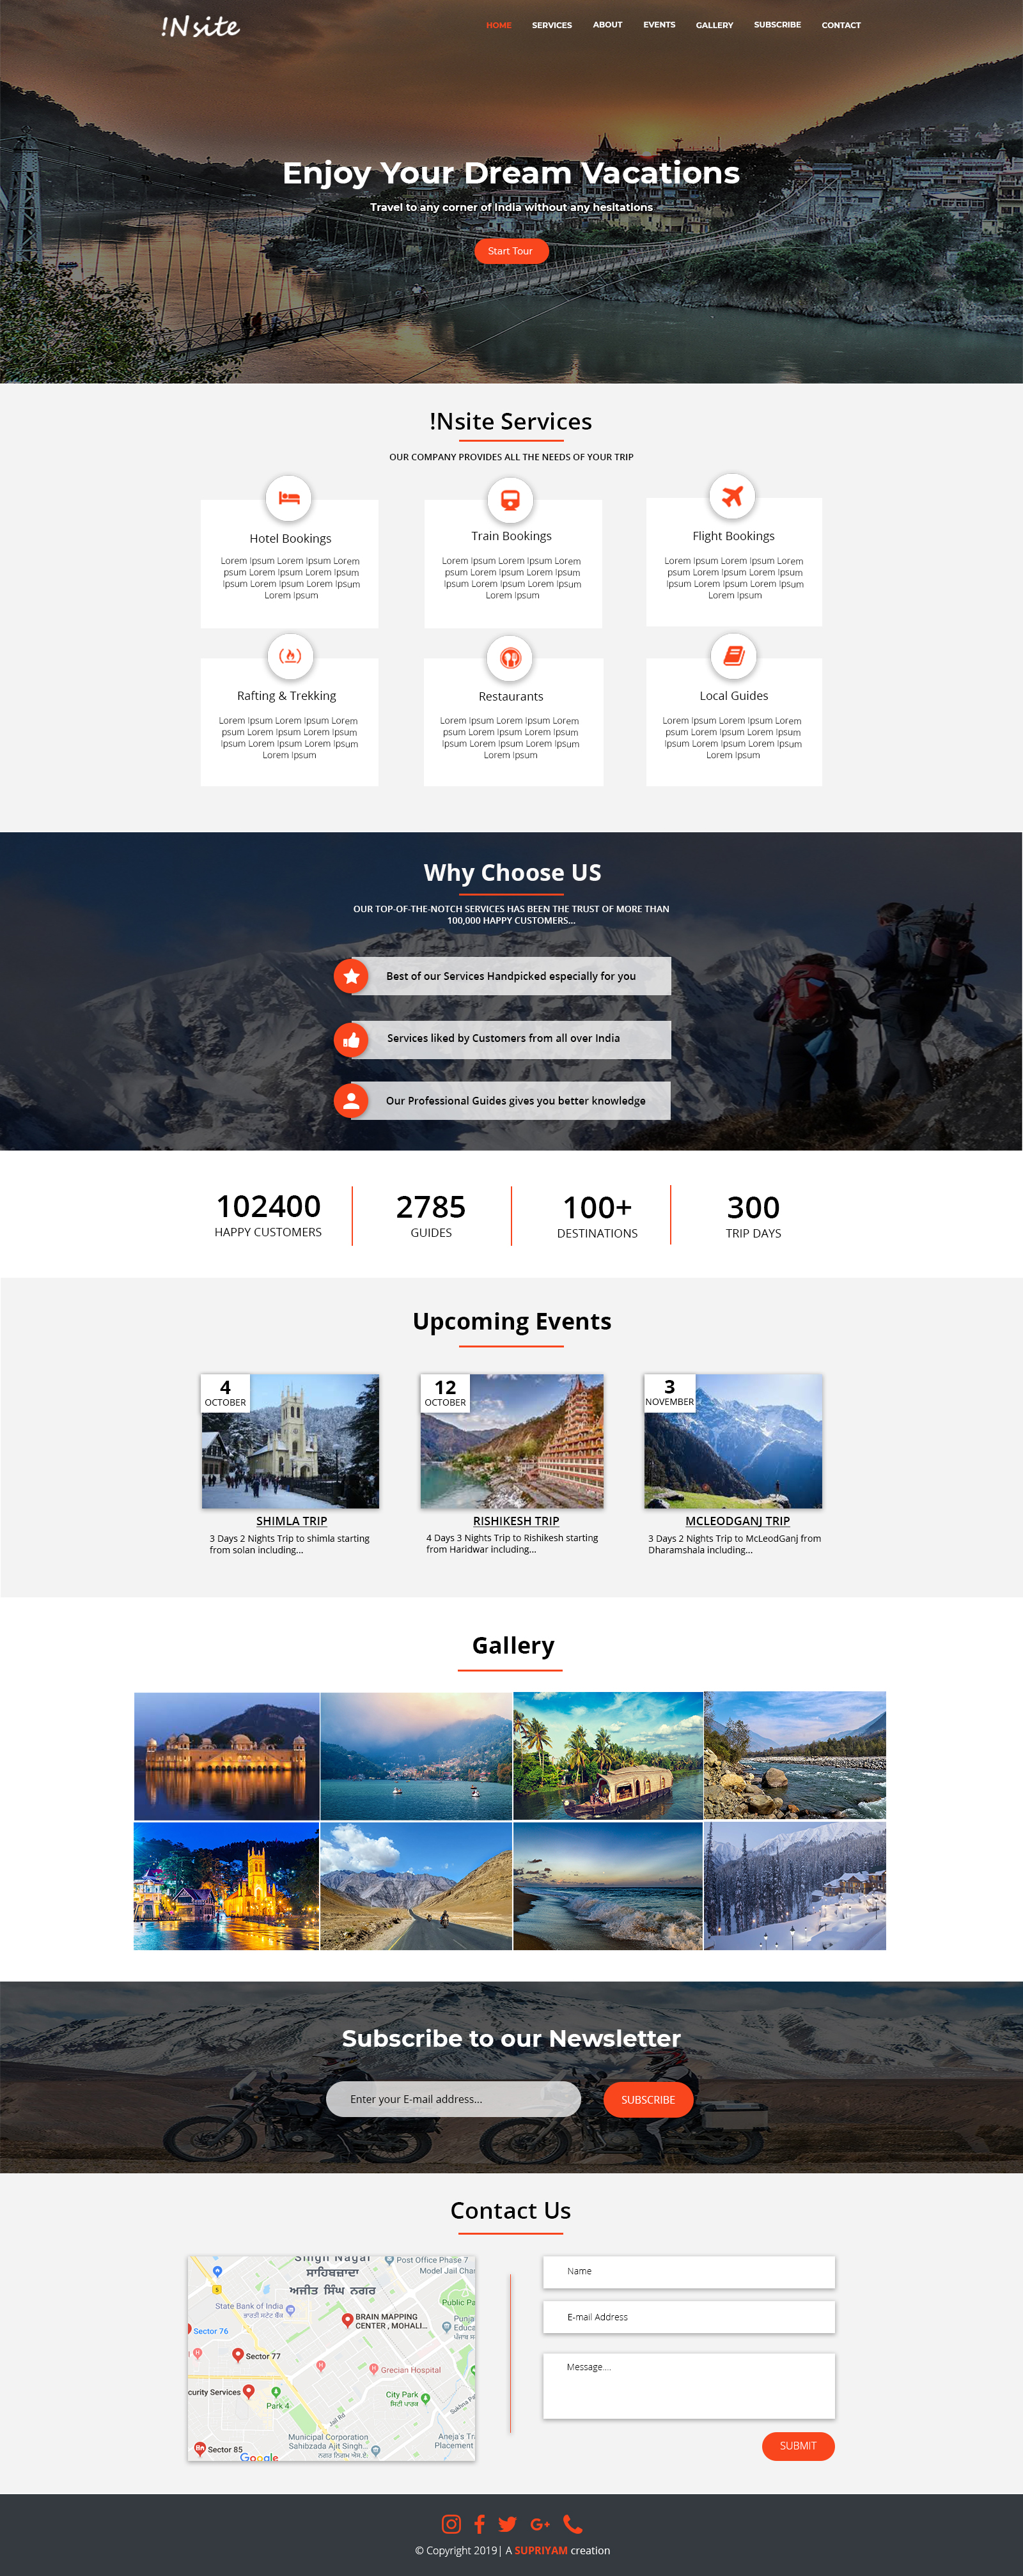 !Nsite
HOME SERVICES ABOUT EVENTS GALLERY SUBSCRIBE CONTACT
Enjoy Your Dream Vacations
Travel to any corner of India without any hesitations
Start Tour
!Nsite Services
OUR COMPANY PROVIDES ALL THE NEEDS OF YOUR TRIP
Hotel Bookings
Lorem Ipsum Lorem Ipsum Lorem
psum Lorem Ipsum Lorem Ipsum
Ipsum Lorem Ipsum Lorem Ipsum
Lorem Ipsum
Train Bookings
Lorem Ipsum Lorem Ipsum Lorem
psum Lorem Ipsum Lorem Ipsum
Ipsum Lorem Ipsum Lorem Ipsum
Lorem Ipsum
Flight Bookings
Lorem Ipsum Lorem Ipsum Lorem
psum Lorem Ipsum Lorem Ipsum
Ipsum Lorem Ipsum Lorem Ipsum
Lorem Ipsum
Rafting & Trekking
Lorem Ipsum Lorem Ipsum Lorem
psum Lorem Ipsum Lorem Ipsum
Ipsum Lorem Ipsum Lorem Ipsum
Lorem Ipsum
Restaurants
Lorem Ipsum Lorem Ipsum Lorem
psum Lorem Ipsum Lorem Ipsum
Ipsum Lorem Ipsum Lorem Ipsum
Lorem Ipsum
Local Guides
Lorem Ipsum Lorem Ipsum Lorem
psum Lorem Ipsum Lorem Ipsum
Ipsum Lorem Ipsum Lorem Ipsum
Lorem Ipsum
Why Choose US
OUR TOP-OF-THE-NOTCH SERVICES HAS BEEN THE TRUST OF MORE THAN
100,000 HAPPY CUSTOMERS...
Best of our Services Handpicked especially for you
Services liked by Customers from all over India
Our Professional Guides gives you better knowledge
102400
HAPPY CUSTOMERS
2785
GUIDES
100+
DESTINATIONS
300
TRIP DAYS
Upcoming Events
4
OCTOBER
SHIMLA TRIP
3 Days 2 Nights Trip to shimla starting
from solan including...
12
OCTOBER
RISHIKESH TRIP
4 Days 3 Nights Trip to Rishikesh starting
from Haridwar including...
3
NOVEMBER
MCLEODGANJ TRIP
3 Days 2 Nights Trip to McLeodGanj from
Dharamshala including...
Gallery
Subscribe to our Newsletter
Enter your E-mail address...
SUBSCRIBE
Contact Us
Singh Nagar
ਸਾਹਿਬਜ਼ਾਦਾ
ਅਜੀਤ ਸਿੰਘ ਨਗਰ
Post Office Phase 7
Model Jail
5
State Bank of India
ਭਾਰਤੀ ਸਟੇਟ ਬੈਂਕ
Public
BRAIN MAPPING
CENTER , MOHALI...
Sector 76
Sector 77
Grecian Hospital
curity Services
Park 4
City Park
ਸਿਟੀ ਪਾਰਕ
Jail Rd
Municipal Corporation
Sahibzada Ajit Singh...
ਨਗਰ ਨਿਗਮ ਐਸ.ਏ.
Aneja's
Placement
Sector 85
Google
Name
E-mail Address
Message....
SUBMIT
© Copyright 2019| A SUPRIYAM creation